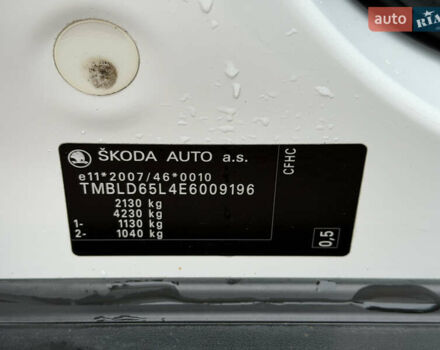 auto RIA
ŠKODA AUTO a.s.
e11*2007/46*0010
TMBLD65L4E6009196
2130 kg
4230 kg
1- 1130 kg
2- 1040 kg
CFHC
0,5